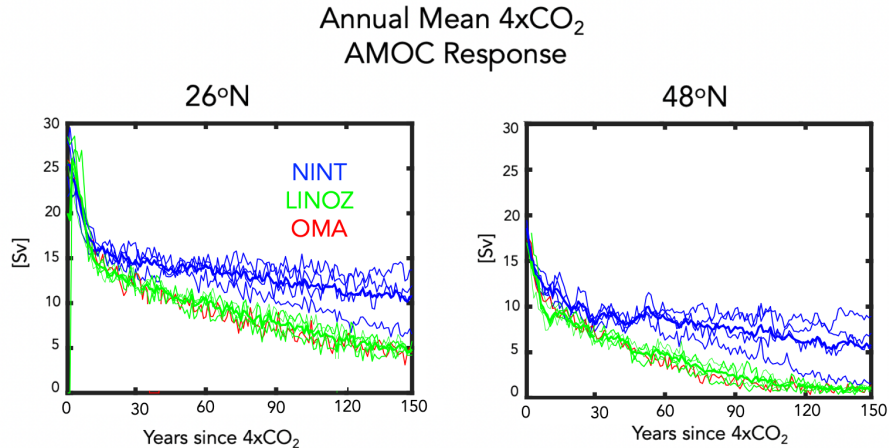 Annual Mean 4xCO₂
AMOC Response
26°N
48°N
30
25
20
15
10
5
0
[Sv]
NINT
LINOZ
OMA
0 30 60 90 120 150
Years since 4xCO₂
30
25
20
15
10
5
0
[Sv]
0 30 60 90 120 150
Years since 4xCO₂